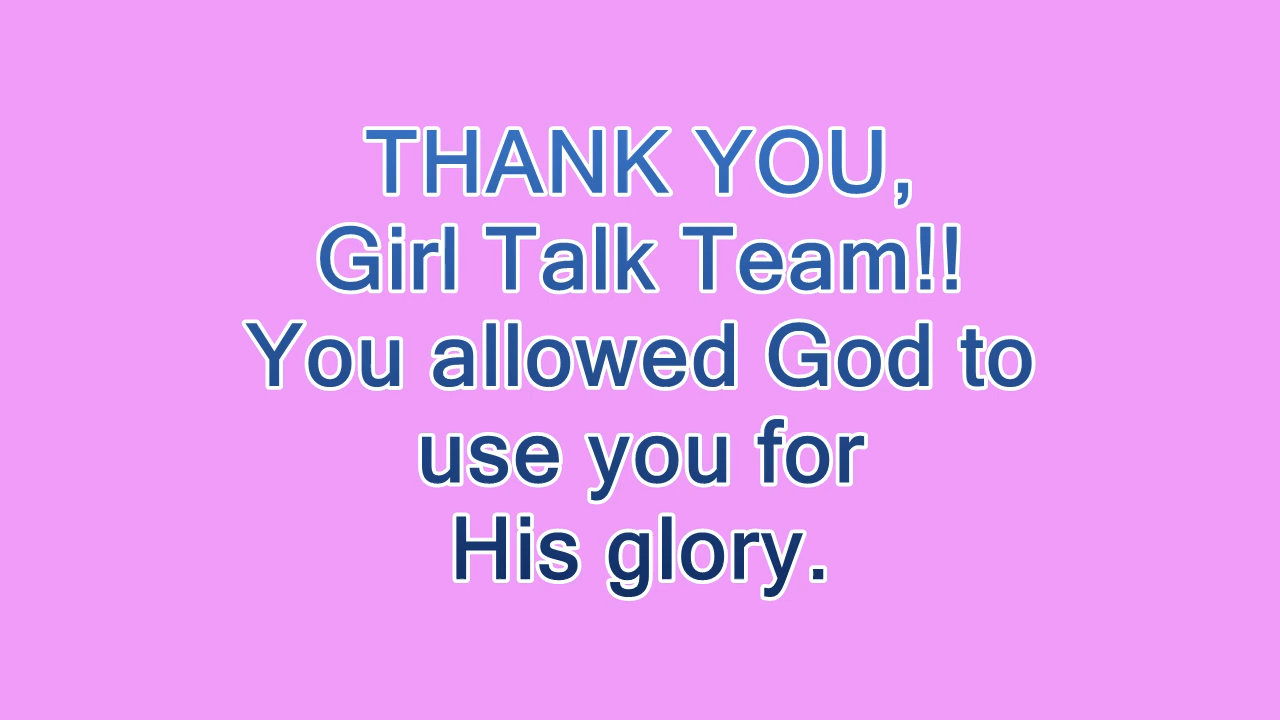 THANK YOU,
Girl Talk Team!!
You allowed God to
use you for
His glory.